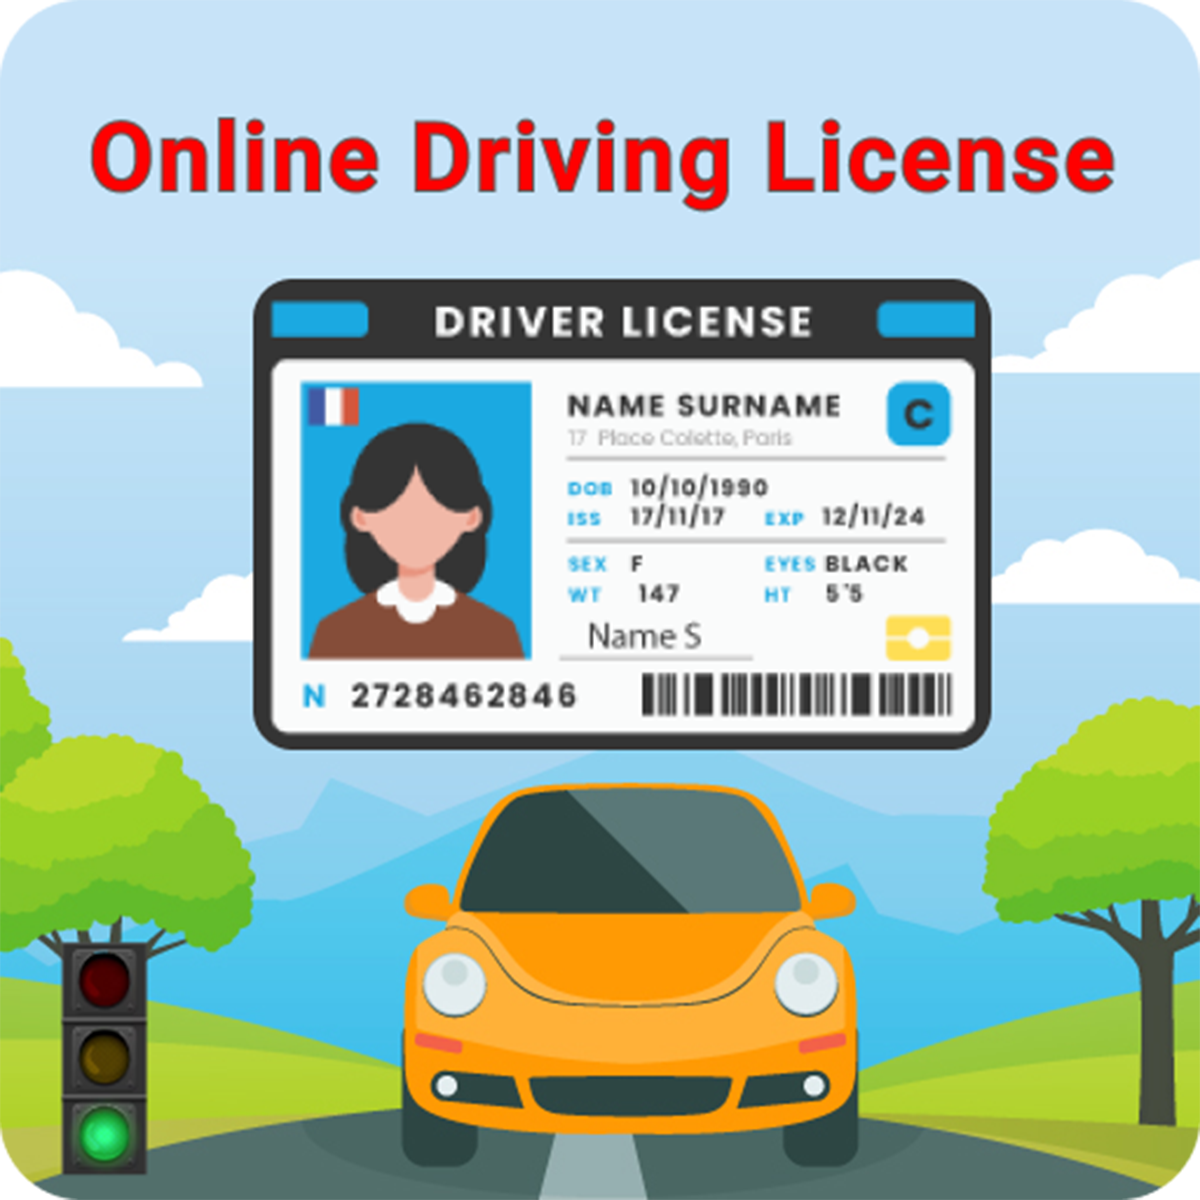 Online Driving License
DRIVER LICENSE
NAME SURNAME
C
17 Place Colette, Paris
DOB 10/10/1990
ISS 17/11/17 EXP 12/11/24
SEX F EYES BLACK
WT 147 HT 5'5
Name S
N 2728462846